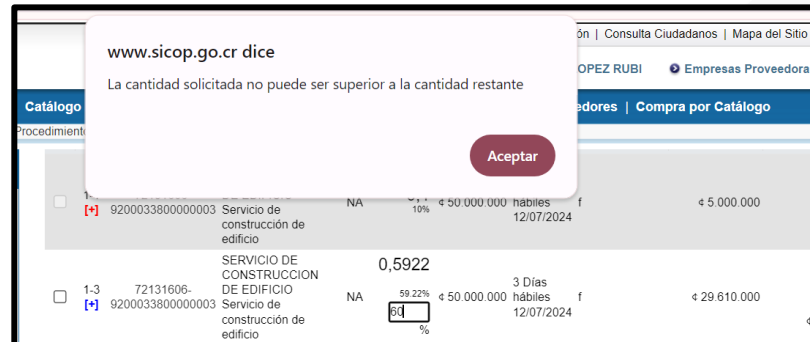 ón | Consulta Ciudadanos | Mapa del Sitio
www.sicop.go.cr dice
OPEZ RUBI Empresas Proveedora
La cantidad solicitada no puede ser superior a la cantidad restante
Catálogo edores | Compra por Catálogo
Procedimient
Aceptar
[+] 9200033800000003 Servicio de construcción de edificio NA 10% ¢ 50.000.000 hábiles 12/07/2024 f ¢ 5.000.000
SERVICIO DE
CONSTRUCCION
0,5922
1-3 72131606- DE EDIFICIO 3 Días
[+] 9200033800000003 Servicio de NA 59.22% ¢ 50.000.000 hábiles f ¢ 29.610.000
construcción de 60 12/07/2024
edificio %